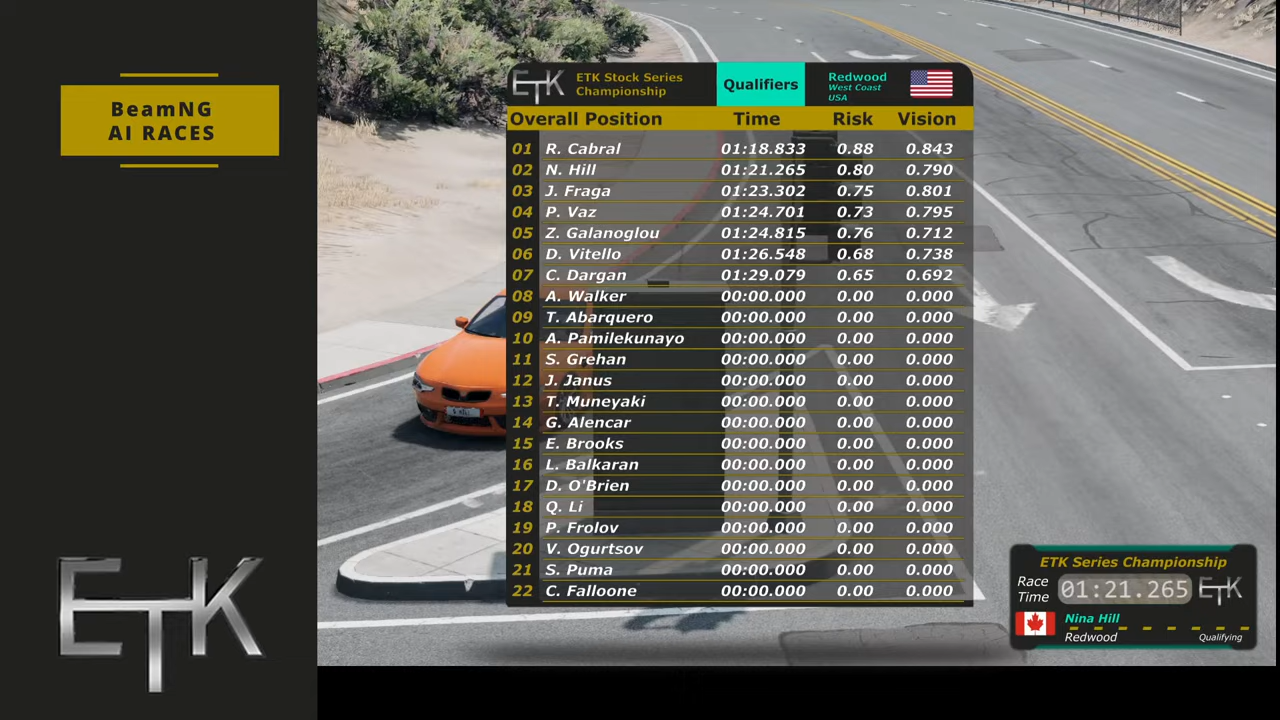 BeamNG
AI RACES
ETK
ETK
ETK Stock Series
Championship
Qualifiers
Redwood
West Coast
USA
Overall Position Time Risk Vision
01 R. Cabral 01:18.833 0.88 0.843
02 N. Hill 01:21.265 0.80 0.790
03 J. Fraga 01:23.302 0.75 0.801
04 P. Vaz 01:24.701 0.73 0.795
05 Z. Galanoglou 01:24.815 0.76 0.712
06 D. Vitello 01:26.548 0.68 0.738
07 C. Dargan 01:29.079 0.65 0.692
08 A. Walker 00:00.000 0.00 0.000
09 T. Abarquero 00:00.000 0.00 0.000
10 A. Pamilekunayo 00:00.000 0.00 0.000
11 S. Grehan 00:00.000 0.00 0.000
12 J. Janus 00:00.000 0.00 0.000
13 T. Muneyaki 00:00.000 0.00 0.000
14 G. Alencar 00:00.000 0.00 0.000
15 E. Brooks 00:00.000 0.00 0.000
16 L. Balkaran 00:00.000 0.00 0.000
17 D. O'Brien 00:00.000 0.00 0.000
18 Q. Li 00:00.000 0.00 0.000
19 P. Frolov 00:00.000 0.00 0.000
20 V. Ogurtsov 00:00.000 0.00 0.000
21 S. Puma 00:00.000 0.00 0.000
22 C. Falloone 00:00.000 0.00 0.000
ETK Series Championship
Race
Time
01:21.265
ETK
Nina Hill
Redwood
Qualifying